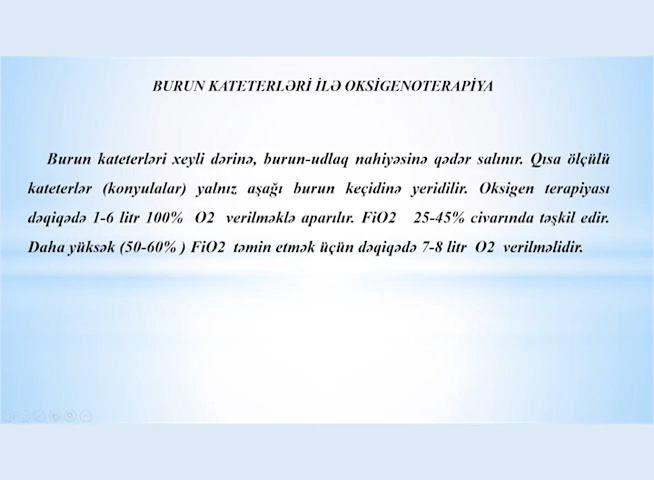 BURUN KATETERLƏRİ İLƏ OKSİGENOTERAPİYA
Burun kateterləri xeyli dərinə, burun-udlaq nahiyəsinə qədər salınır. Qısa ölçülü
kateterlər (konyulalar) yalnız aşağı burun keçidinə yeridilir. Oksigen terapiyası
dəqiqədə 1-6 litr 100% O2 verilməklə aparılır. FiO2 25-45% civarında təşkil edir.
Daha yüksək (50-60% ) FiO2 təmin etmək üçün dəqiqədə 7-8 litr O2 verilməlidir.